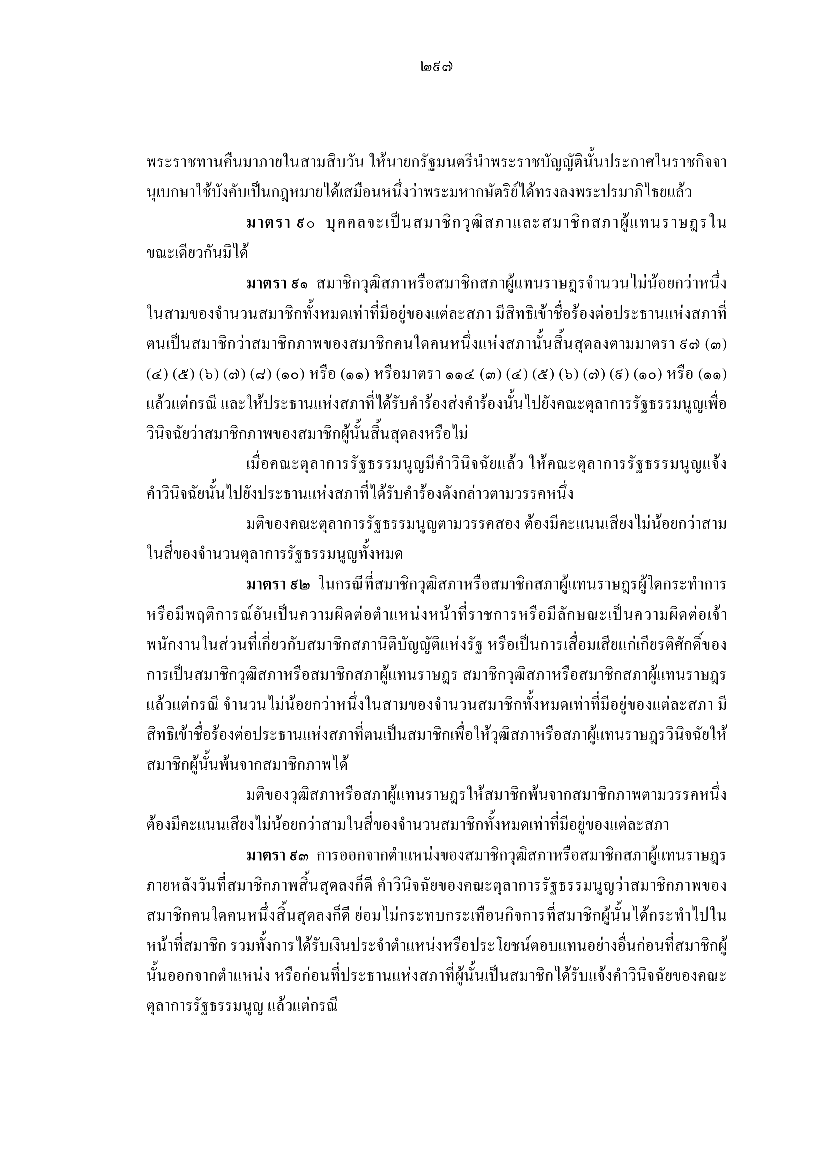 ๒๙๗
พระราชทานคืนมาภายในสามสิบวัน ให้นายกรัฐมนตรีนำพระราชบัญญัตินั้นประกาศในราชกิจจา
นุเบกษาใช้บังคับเป็นกฎหมายได้เสมือนหนึ่งว่าพระมหากษัตริย์ได้ทรงลงพระปรมาภิไธยแล้ว
มาตรา ๙๐ บุคคลจะเป็นสมาชิกวุฒิสภาและสมาชิกสภาผู้แทนราษฎรใน
ขณะเดียวกันมิได้
มาตรา ๙๑ สมาชิกวุฒิสภาหรือสมาชิกสภาผู้แทนราษฎรจำนวนไม่น้อยกว่าหนึ่ง
ในสามของจำนวนสมาชิกทั้งหมดเท่าที่มีอยู่ของแต่ละสภา มีสิทธิเข้าชื่อร้องต่อประธานแห่งสภาที่
ตนเป็นสมาชิกว่าสมาชิกภาพของสมาชิกคนใดคนหนึ่งแห่งสภานั้นสิ้นสุดลงตามมาตรา ๙๗ (๓)
(๔) (๕) (๖) (๗) (๘) (๑๐) หรือ (๑๑) หรือมาตรา ๑๑๔ (๓) (๔) (๕) (๖) (๗) (๙) (๑๐) หรือ (๑๑)
แล้วแต่กรณี และให้ประธานแห่งสภาที่ได้รับคำร้องส่งคำร้องนั้นไปยังคณะตุลาการรัฐธรรมนูญเพื่อ
วินิจฉัยว่าสมาชิกภาพของสมาชิกผู้นั้นสิ้นสุดลงหรือไม่
เมื่อคณะตุลาการรัฐธรรมนูญมีคำวินิจฉัยแล้ว ให้คณะตุลาการรัฐธรรมนูญแจ้ง
คำวินิจฉัยนั้นไปยังประธานแห่งสภาที่ได้รับคำร้องดังกล่าวตามวรรคหนึ่ง
มติของคณะตุลาการรัฐธรรมนูญตามวรรคสอง ต้องมีคะแนนเสียงไม่น้อยกว่าสาม
ในสี่ของจำนวนตุลาการรัฐธรรมนูญทั้งหมด
มาตรา ๙๒ ในกรณีที่สมาชิกวุฒิสภาหรือสมาชิกสภาผู้แทนราษฎรผู้ใดกระทำการ
หรือมีพฤติการณ์อันเป็นความผิดต่อตำแหน่งหน้าที่ราชการหรือมีลักษณะเป็นความผิดต่อเจ้า
พนักงานในส่วนที่เกี่ยวกับสมาชิกสภานิติบัญญัติแห่งรัฐ หรือเป็นการเสื่อมเสียแก่เกียรติศักดิ์ของ
การเป็นสมาชิกวุฒิสภาหรือสมาชิกสภาผู้แทนราษฎร สมาชิกวุฒิสภาหรือสมาชิกสภาผู้แทนราษฎร
แล้วแต่กรณี จำนวนไม่น้อยกว่าหนึ่งในสามของจำนวนสมาชิกทั้งหมดเท่าที่มีอยู่ของแต่ละสภา มี
สิทธิเข้าชื่อร้องต่อประธานแห่งสภาที่ตนเป็นสมาชิกเพื่อให้วุฒิสภาหรือสภาผู้แทนราษฎรวินิจฉัยให้
สมาชิกผู้นั้นพ้นจากสมาชิกภาพได้
มติของวุฒิสภาหรือสภาผู้แทนราษฎรให้สมาชิกพ้นจากสมาชิกภาพตามวรรคหนึ่ง
ต้องมีคะแนนเสียงไม่น้อยกว่าสามในสี่ของจำนวนสมาชิกทั้งหมดเท่าที่มีอยู่ของแต่ละสภา
มาตรา ๙๓ การออกจากตำแหน่งของสมาชิกวุฒิสภาหรือสมาชิกสภาผู้แทนราษฎร
ภายหลังวันที่สมาชิกภาพสิ้นสุดลงก็ดี คำวินิจฉัยของคณะตุลาการรัฐธรรมนูญว่าสมาชิกภาพของ
สมาชิกคนใดคนหนึ่งสิ้นสุดลงก็ดี ย่อมไม่กระทบกระเทือนกิจการที่สมาชิกผู้นั้นได้กระทำไปใน
หน้าที่สมาชิก รวมทั้งการได้รับเงินประจำตำแหน่งหรือประโยชน์ตอบแทนอย่างอื่นก่อนที่สมาชิกผู้
นั้นออกจากตำแหน่ง หรือก่อนที่ประธานแห่งสภาที่ผู้นั้นเป็นสมาชิกได้รับแจ้งคำวินิจฉัยของคณะ
ตุลาการรัฐธรรมนูญ แล้วแต่กรณี